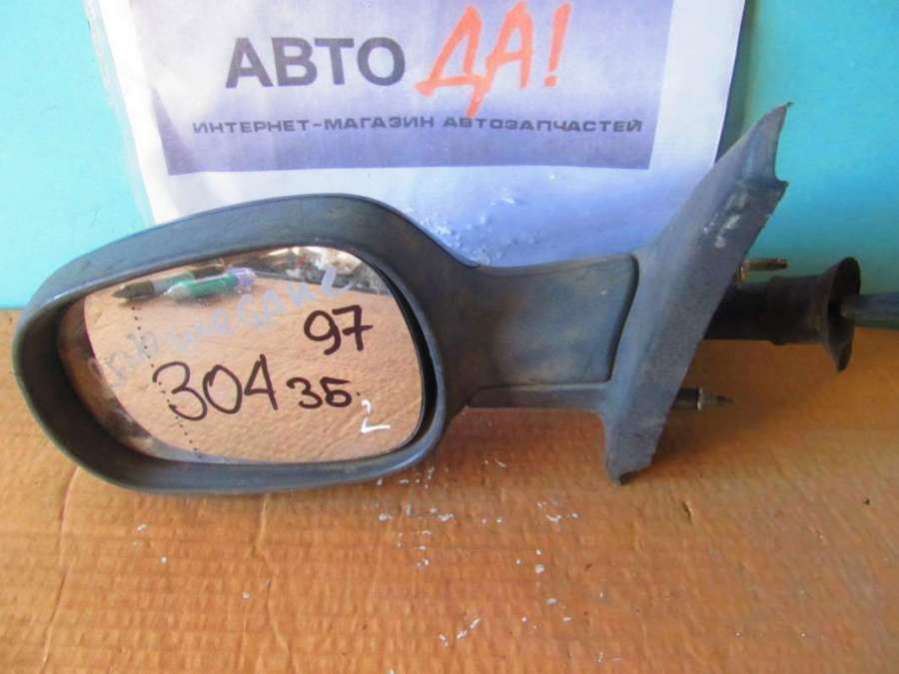 АВТО ДА!
ИНТЕРНЕТ-МАГАЗИН АВТОЗАПЧАСТЕЙ
97
304 3Б
L